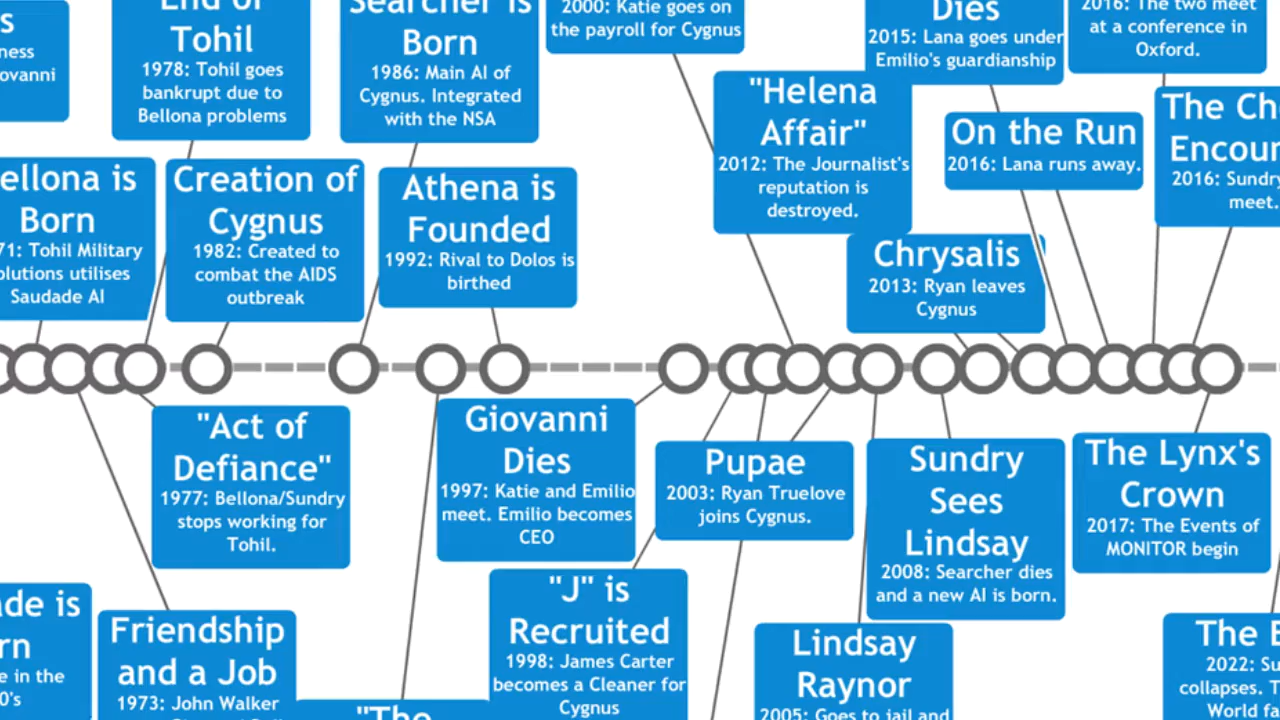 ness
ovanni
End of
Tohil
1978: Tohil goes
bankrupt due to
Bellona problems
Searcher is
Born
1986: Main AI of
Cygnus. Integrated
with the NSA
2000: Katie goes on
the payroll for Cygnus
"Helena
Affair"
2012: The Journalist's
reputation is
destroyed.
Dies
2015: Lana goes under
Emilio's guardianship
2016: The two meet
at a conference in
Oxford.
On the Run
2016: Lana runs away.
The Ch
Encoun
2016: Sundry
meet.
ellona is
Born
71: Tohil Military
olutions utilises
Saudade AI
Creation of
Cygnus
1982: Created to
combat the AIDS
outbreak
Athena is
Founded
1992: Rival to Dolos is
birthed
Chrysalis
2013: Ryan leaves
Cygnus
"Act of
Defiance"
1977: Bellona/Sundry
stops working for
Tohil.
Giovanni
Dies
1997: Katie and Emilio
meet. Emilio becomes
CEO
Pupae
2003: Ryan Truelove
joins Cygnus.
Sundry
Sees
Lindsay
2008: Searcher dies
and a new AI is born.
The Lynx's
Crown
2017: The Events of
MONITOR begin
ade is
rn
e in the
0's
Friendship
and a Job
1973: John Walker
"The
"J" is
Recruited
1998: James Carter
becomes a Cleaner for
Cygnus
Lindsay
Raynor
2005: Goes to jail and
The E
2022: Su
collapses. T
World fa